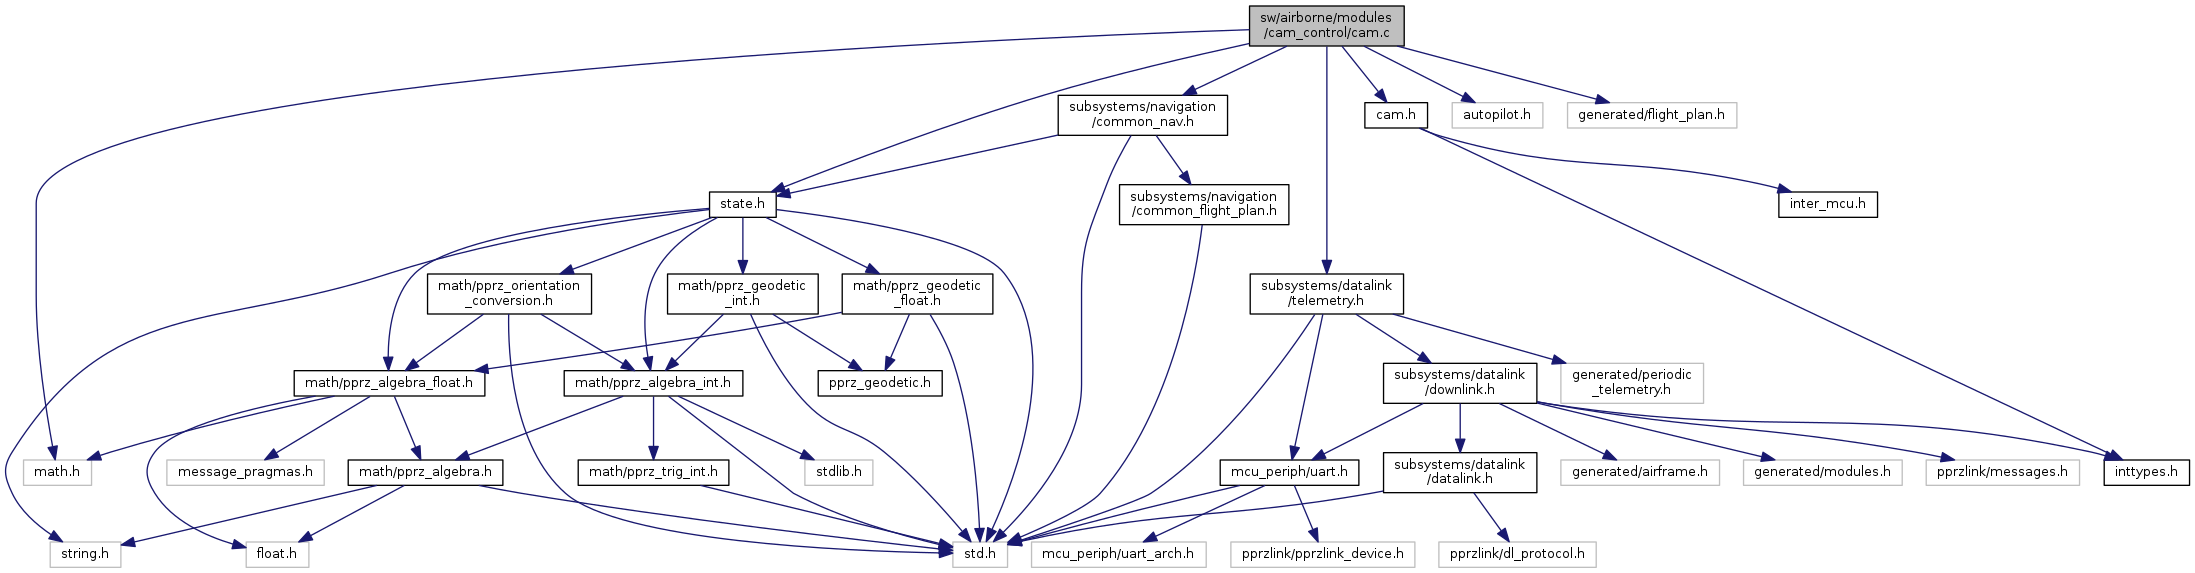 sw/airborne/modules
/cam_control/cam.c
subsystems/navigation
/common_nav.h
cam.h
autopilot.h
generated/flight_plan.h
state.h
subsystems/navigation
/common_flight_plan.h
inter_mcu.h
math/pprz_orientation
_conversion.h
math/pprz_geodetic
_int.h
math/pprz_geodetic
_float.h
subsystems/datalink
/telemetry.h
math/pprz_algebra_float.h
math/pprz_algebra_int.h
pprz_geodetic.h
subsystems/datalink
/downlink.h
generated/periodic
_telemetry.h
math.h
message_pragmas.h
math/pprz_algebra.h
math/pprz_trig_int.h
stdlib.h
mcu_periph/uart.h
subsystems/datalink
/datalink.h
generated/airframe.h
generated/modules.h
pprzlink/messages.h
inttypes.h
string.h
float.h
std.h
mcu_periph/uart_arch.h
pprzlink/pprzlink_device.h
pprzlink/dl_protocol.h